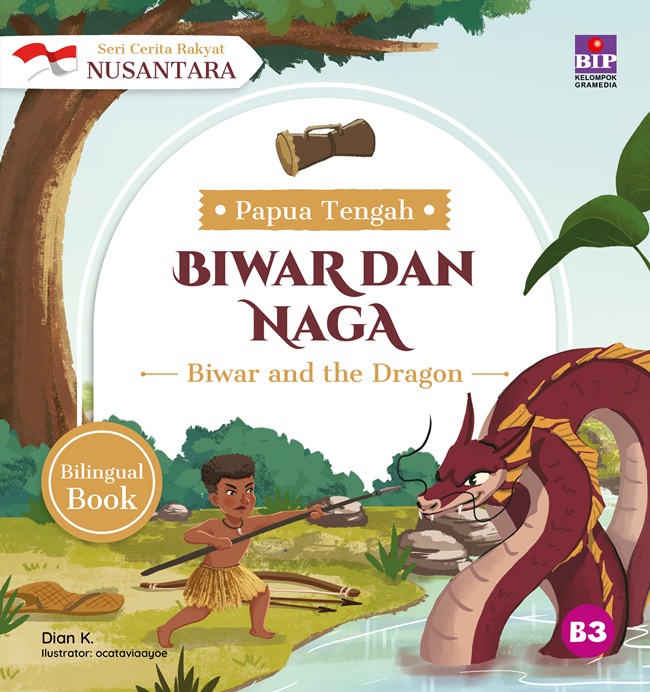 Seri Cerita Rakyat
NUSANTARA
BIP
KELOMPOK
GRAMEDIA
• Papua Tengah •
BIWAR DAN
NAGA
Biwar and the Dragon
Bilingual
Book
Dian K.
Ilustrator: ocataviaayoe
B3